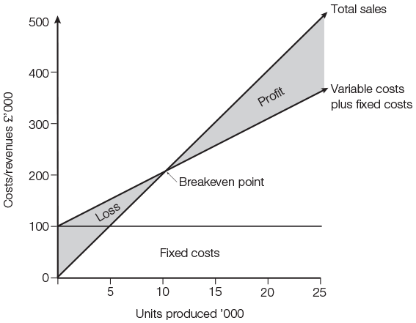 Total sales
500
400
300
200
100
0
Costs/revenues £'000
Profit
Variable costs
plus fixed costs
Breakeven point
Loss
Fixed costs
5 10 15 20 25
Units produced '000